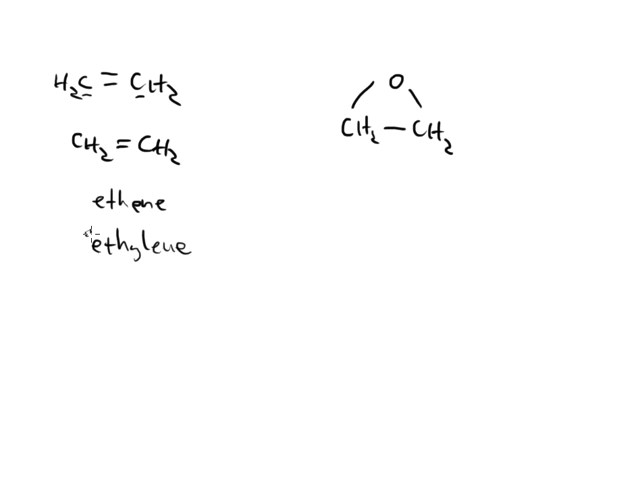 H₂C = CH₂
CH₂ = CH₂
ethene
ethylene
O
CH₂ — CH₂